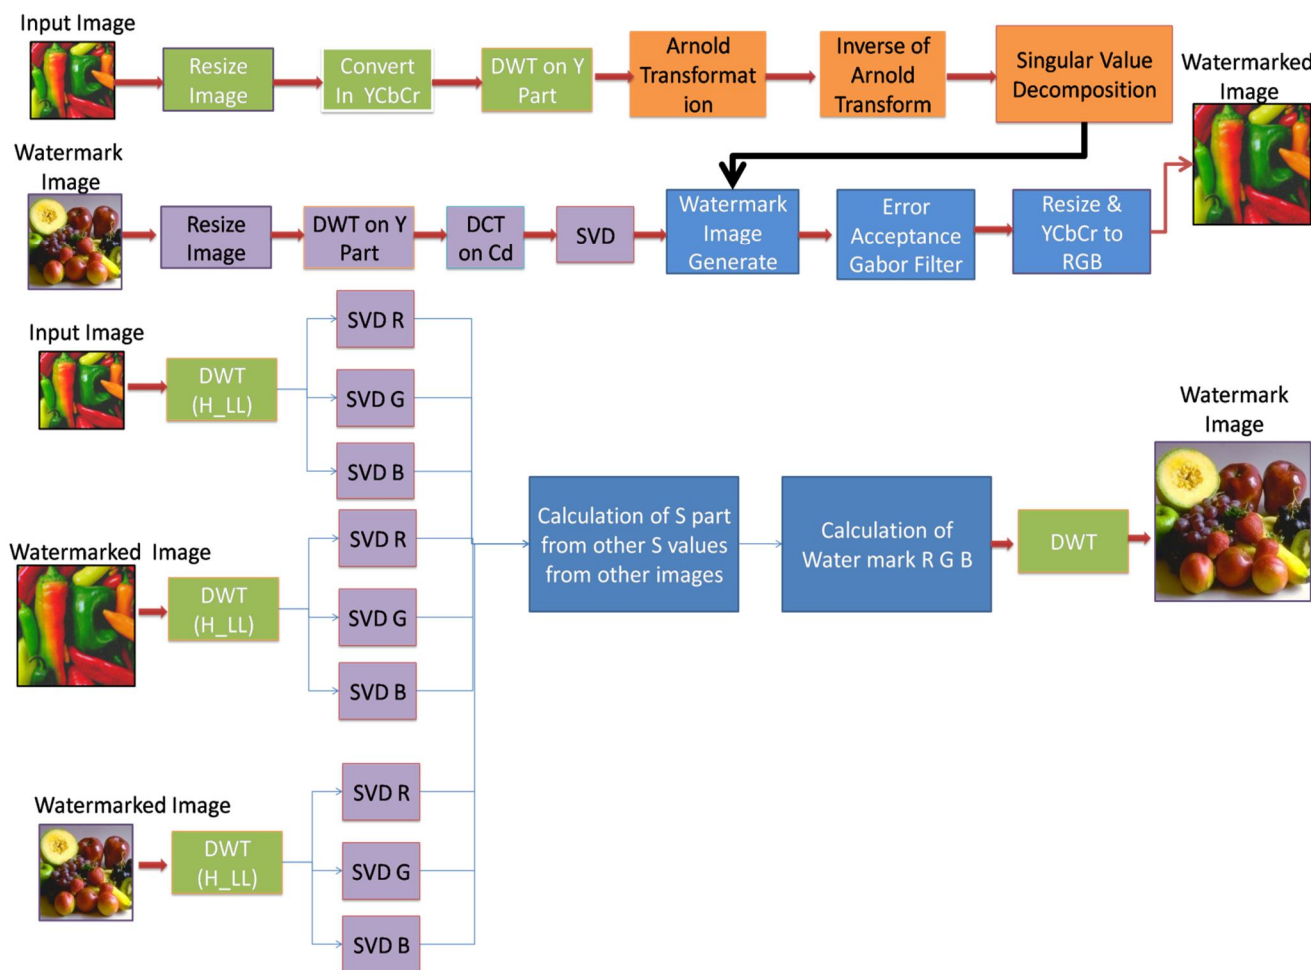 Input Image
Resize
Image
Convert
In YCbCr
DWT on Y
Part
Arnold
Transformat
ion
Inverse of
Arnold
Transform
Singular Value
Decomposition
Watermarked
Image
Watermark
Image
Resize
Image
DWT on Y
Part
DCT
on Cd
SVD
Watermark
Image
Generate
Error
Acceptance
Gabor Filter
Resize &
YCbCr to
RGB
Input Image
DWT
(H_LL)
SVD R
SVD G
SVD B
Watermarked Image
DWT
(H_LL)
SVD R
SVD G
SVD B
Watermarked Image
DWT
(H_LL)
SVD R
SVD G
SVD B
Calculation of S part
from other S values
from other images
Calculation of
Water mark R G B
DWT
Watermark
Image